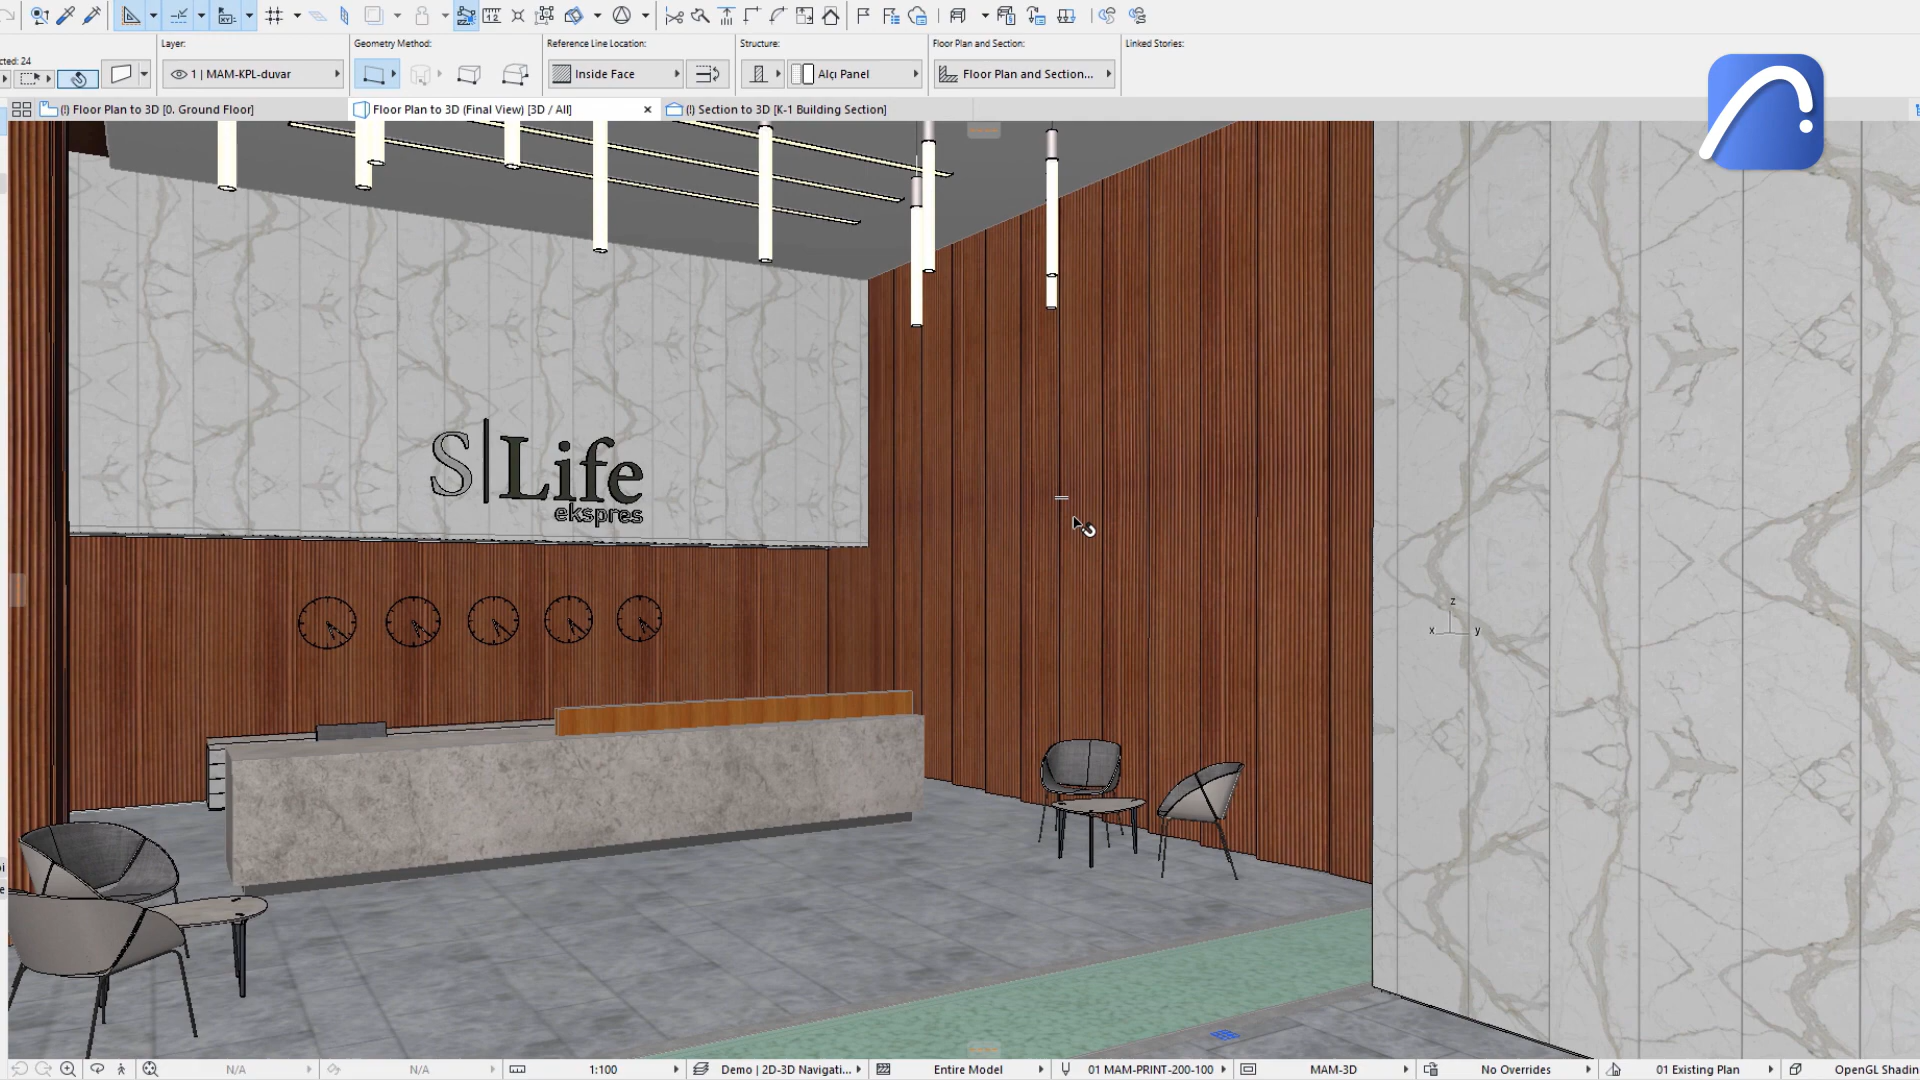 Layer:
Geometry Method:
Reference Line Location:
Structure:
Floor Plan and Section:
Linked Stories:
cted: 24
1 | MAM-KPL-duvar
Inside Face
Alçı Panel
Floor Plan and Section...
(!) Floor Plan to 3D [0. Ground Floor]
Floor Plan to 3D (Final View) [3D / All]
(!) Section to 3D [K-1 Building Section]
S|Life
ekspres
z
x
y
N/A
N/A
1:100
Demo | 2D-3D Navigati...
Entire Model
01 MAM-PRINT-200-100
MAM-3D
No Overrides
01 Existing Plan
OpenGL Shadin